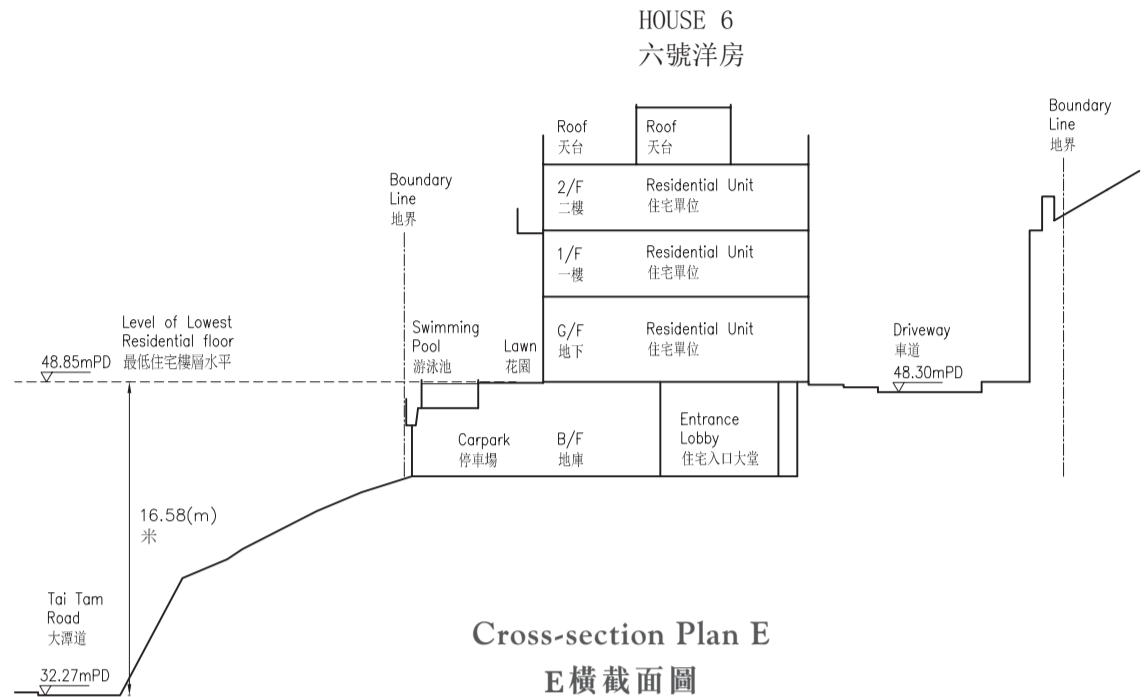 HOUSE 6
六號洋房
Roof
天台
Roof
天台
Boundary
Line
地界
Boundary
Line
地界
2/F
二樓
Residential Unit
住宅單位
1/F
一樓
Residential Unit
住宅單位
G/F
地下
Residential Unit
住宅單位
Level of Lowest
Residential floor
最低住宅樓層水平
48.85mPD
Swimming
Pool
游泳池
Lawn
花園
Driveway
車道
48.30mPD
Carpark
停車場
B/F
地庫
Entrance
Lobby
住宅入口大堂
16.58(m)
米
Tai Tam
Road
大潭道
32.27mPD
Cross-section Plan E
E橫截面圖